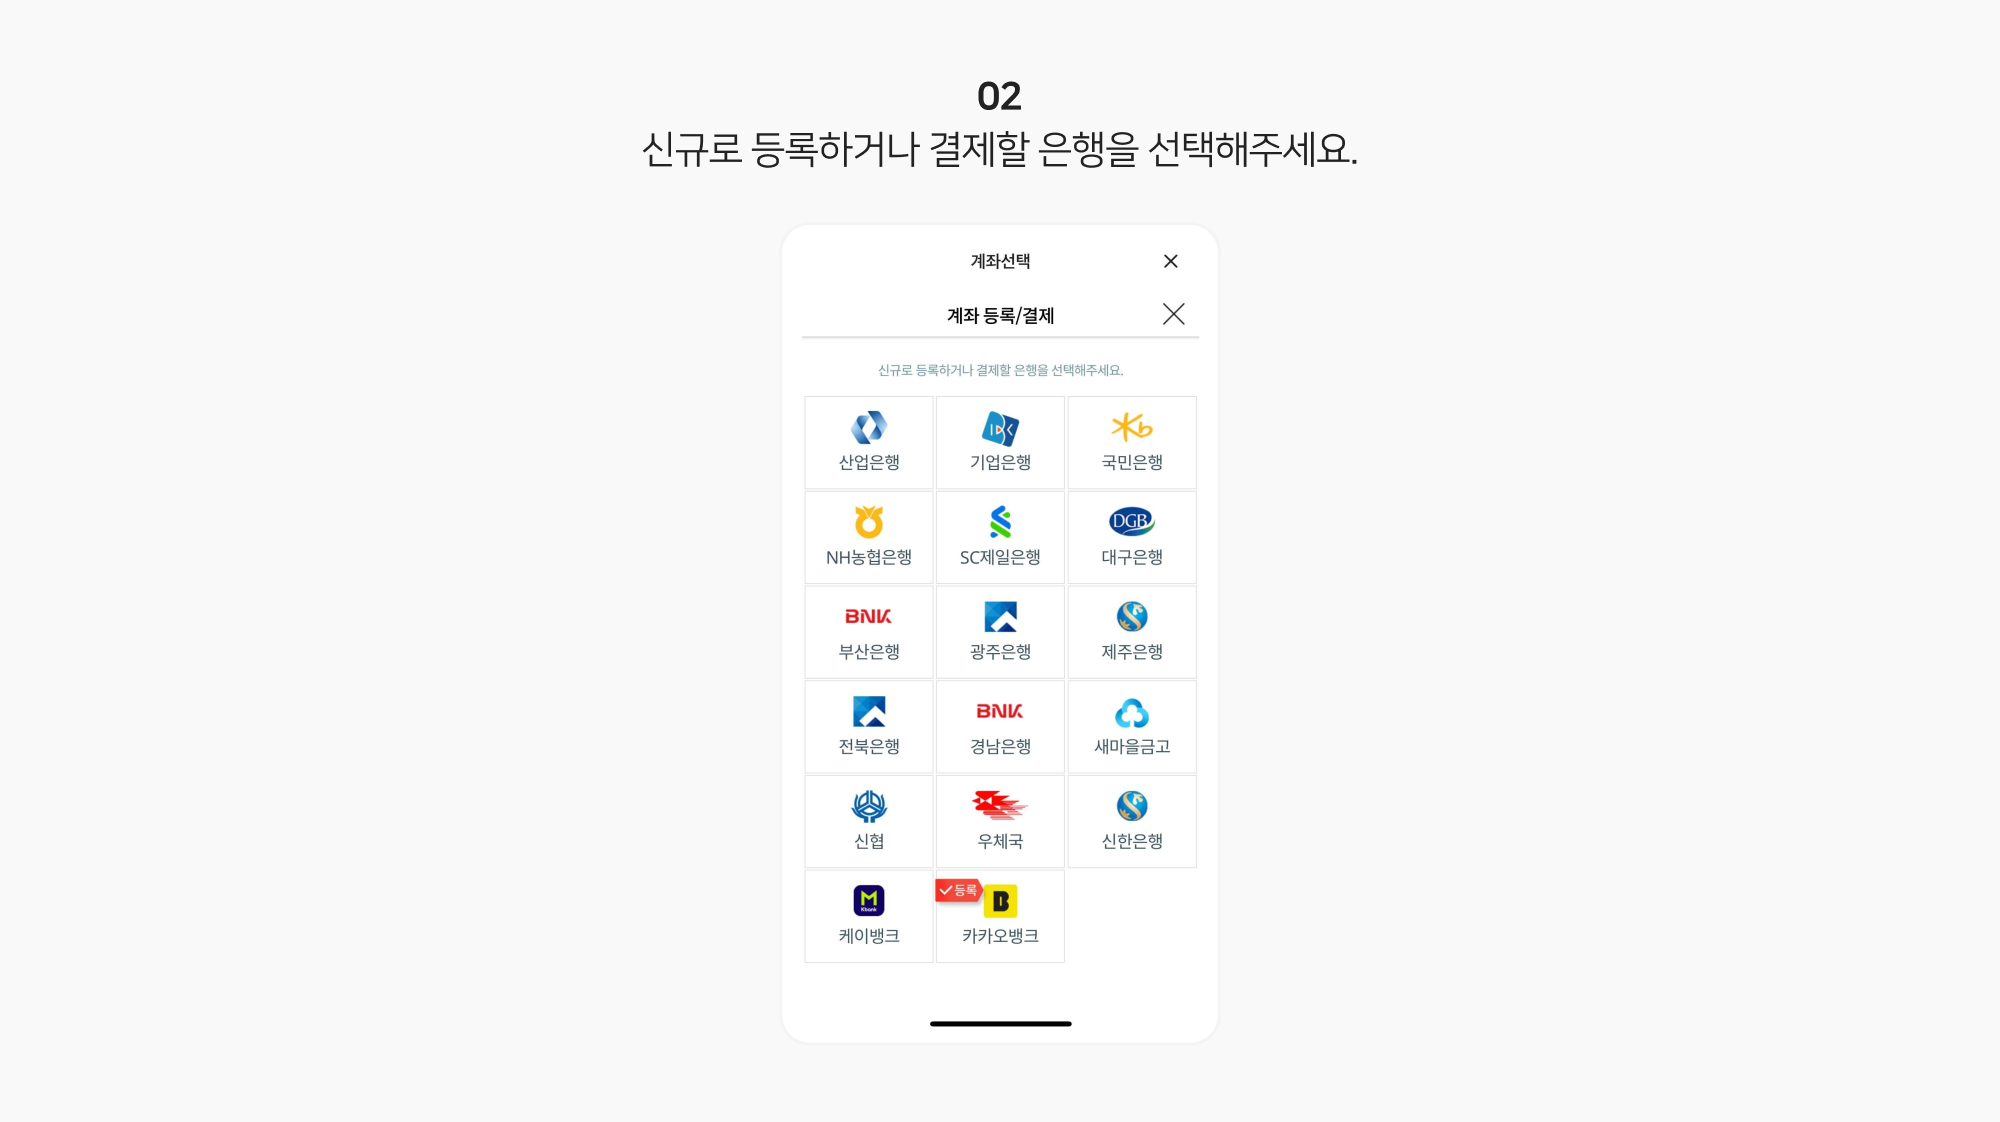 02
신규로 등록하거나 결제할 은행을 선택해주세요.
계좌선택
계좌 등록/결제
신규로 등록하거나 결제할 은행을 선택해주세요.
IBK
산업은행 기업은행 국민은행
DGB
NH농협은행 SC제일은행 대구은행
BNK
부산은행 광주은행 제주은행
BNK
전북은행 경남은행 새마을금고
신협 우체국 신한은행
등록
Kbank
케이뱅크 카카오뱅크